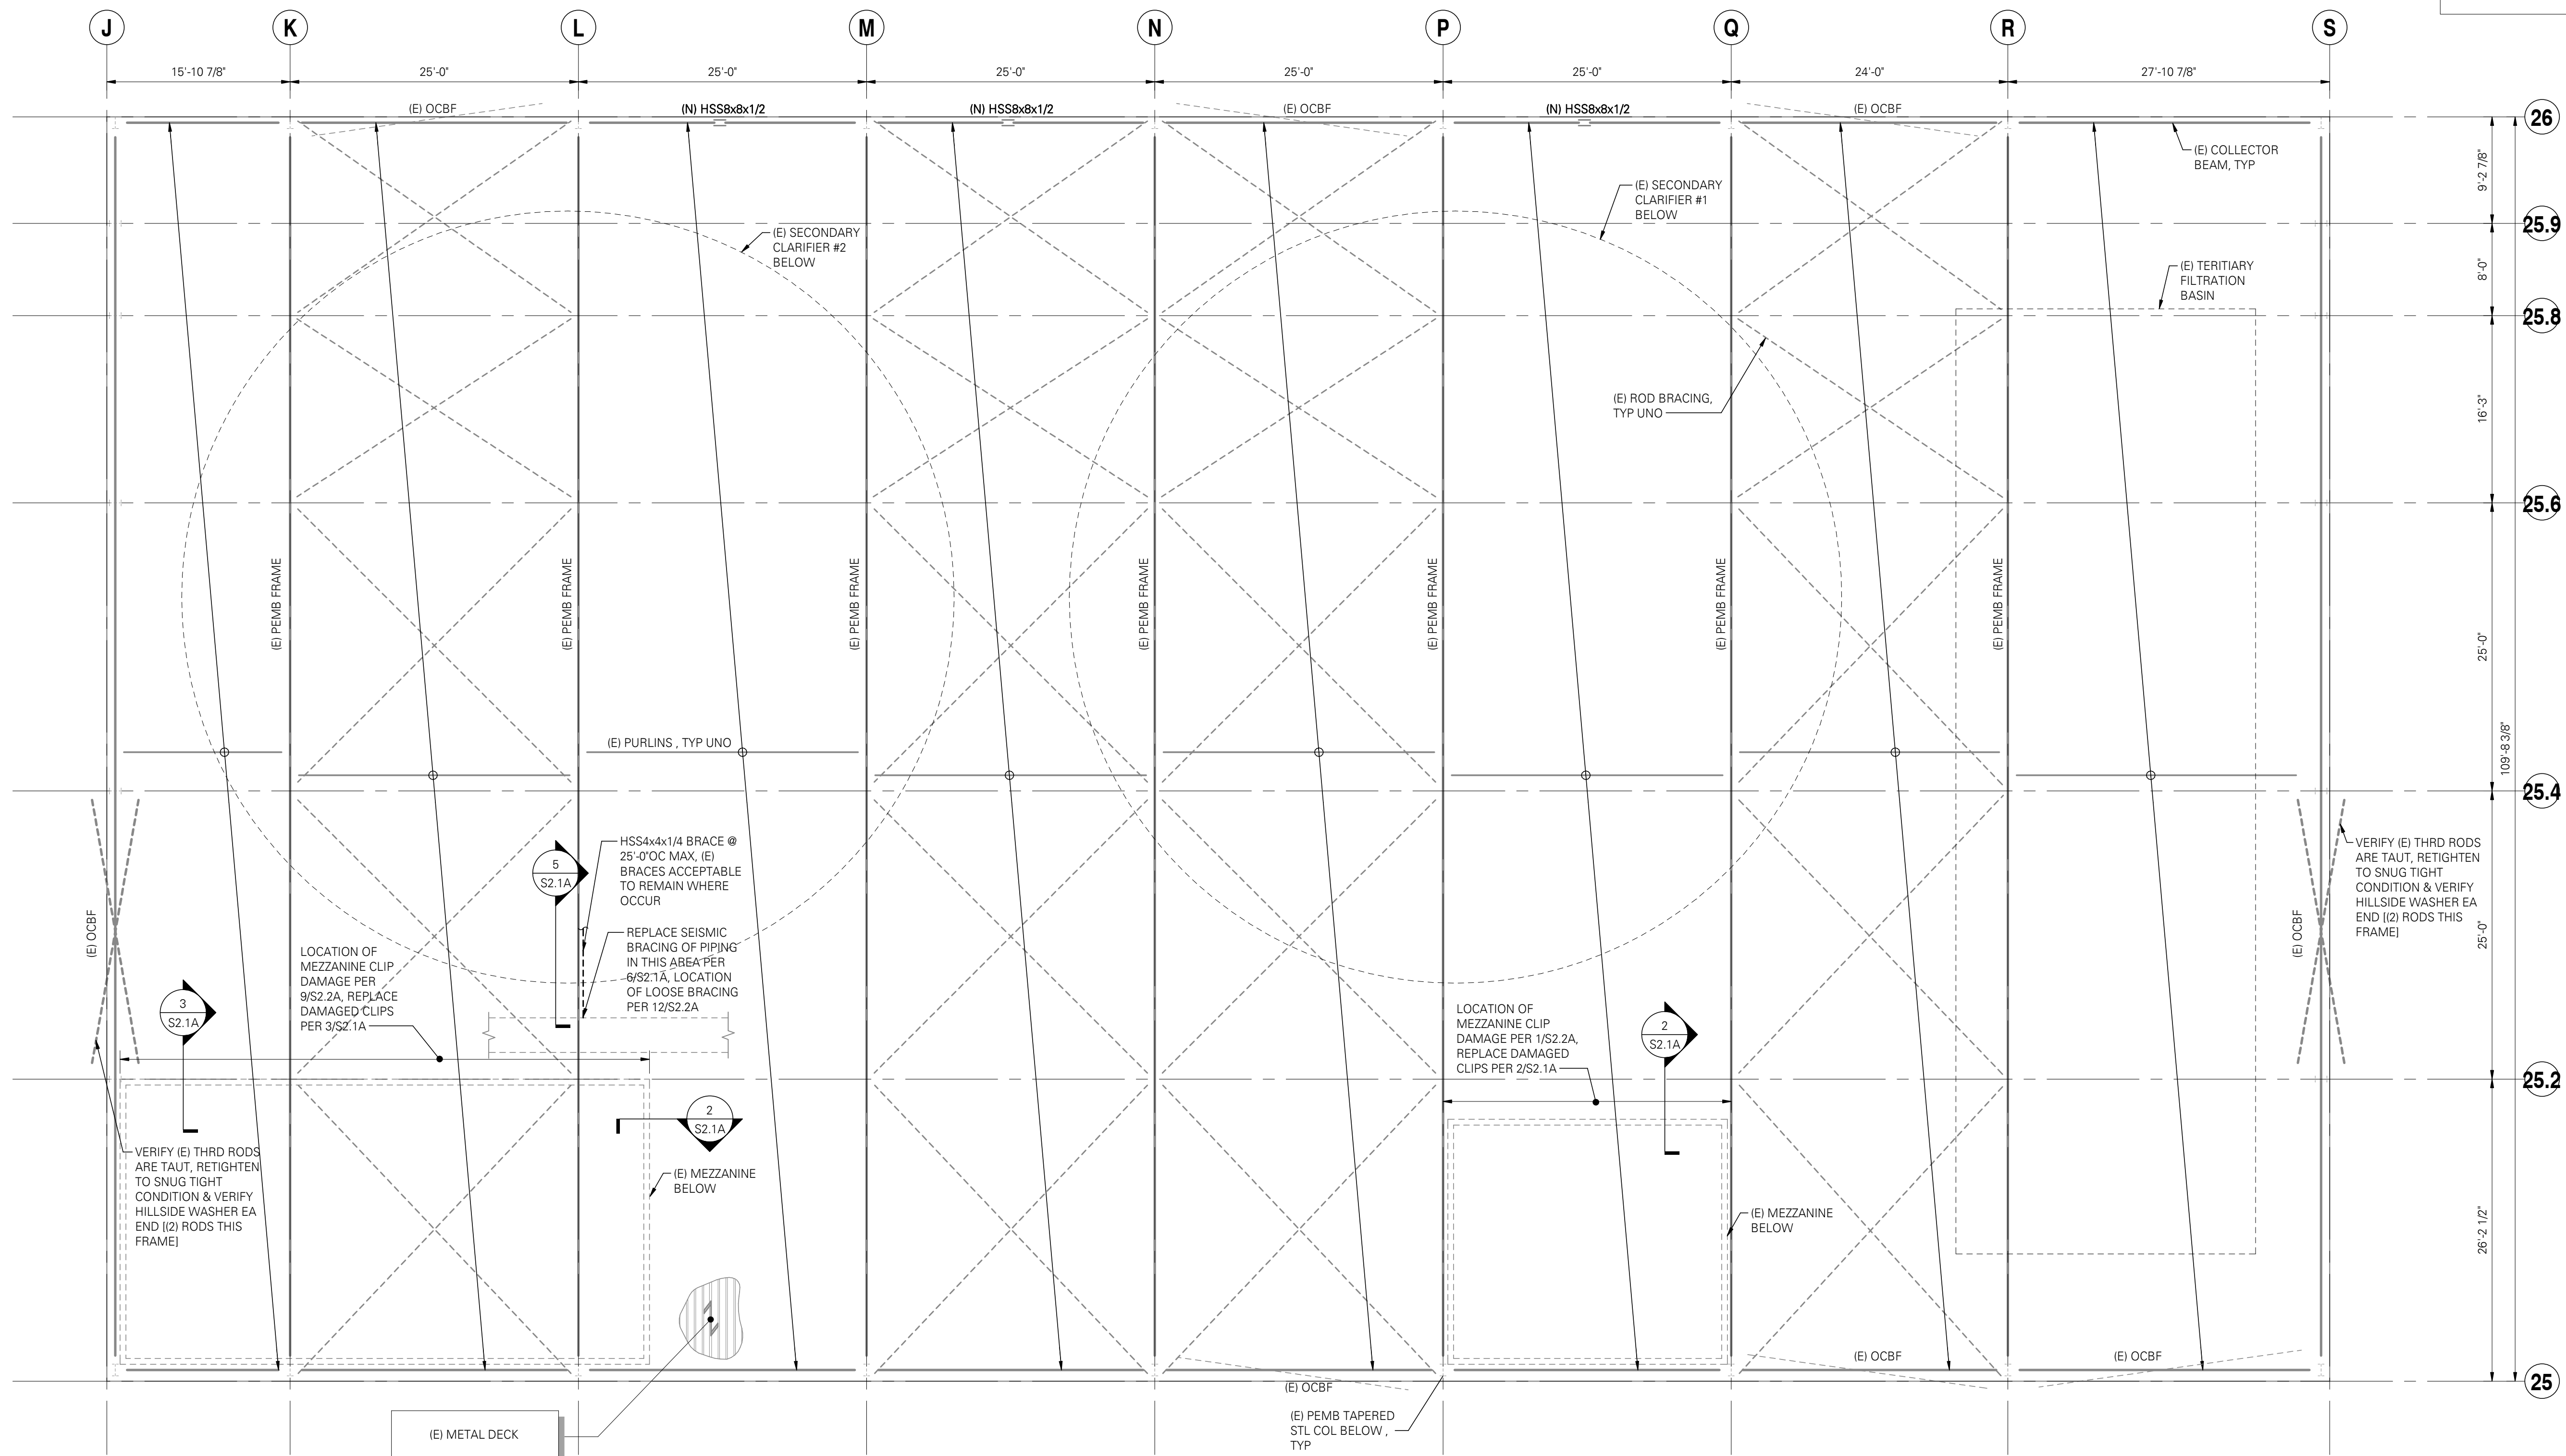 J
K
L
M
N
P
Q
R
S
15'-10 7/8"
25'-0"
25'-0"
25'-0"
25'-0"
25'-0"
24'-0"
27'-10 7/8"
(E) OCBF
(N) HSS8x8x1/2
(N) HSS8x8x1/2
(E) OCBF
(N) HSS8x8x1/2
(E) OCBF
26
(E) COLLECTOR
BEAM, TYP
9'-2 7/8"
(E) SECONDARY
CLARIFIER #1
BELOW
25.9
(E) SECONDARY
CLARIFIER #2
BELOW
(E) TERITIARY
FILTRATION
BASIN
8'-0"
25.8
(E) ROD BRACING,
TYP UNO
16'-3"
25.6
(E) PEMB FRAME
(E) PEMB FRAME
(E) PEMB FRAME
(E) PEMB FRAME
(E) PEMB FRAME
(E) PEMB FRAME
(E) PEMB FRAME
25'-0"
109'-8 3/8"
(E) PURLINS , TYP UNO
25.4
HSS4x4x1/4 BRACE @
25'-0"OC MAX, (E)
BRACES ACCEPTABLE
TO REMAIN WHERE
OCCUR
5
S2.1A
VERIFY (E) THRD RODS
ARE TAUT, RETIGHTEN
TO SNUG TIGHT
CONDITION & VERIFY
HILLSIDE WASHER EA
END [(2) RODS THIS
FRAME]
(E) OCBF
(E) OCBF
25'-0"
REPLACE SEISMIC
BRACING OF PIPING
IN THIS AREA PER
6/S2.1A, LOCATION
OF LOOSE BRACING
PER 12/S2.2A
LOCATION OF
MEZZANINE CLIP
DAMAGE PER
9/S2.2A, REPLACE
DAMAGED CLIPS
PER 3/S2.1A
3
S2.1A
LOCATION OF
MEZZANINE CLIP
DAMAGE PER 1/S2.2A,
REPLACE DAMAGED
CLIPS PER 2/S2.1A
2
S2.1A
25.2
2
S2.1A
VERIFY (E) THRD RODS
ARE TAUT, RETIGHTEN
TO SNUG TIGHT
CONDITION & VERIFY
HILLSIDE WASHER EA
END [(2) RODS THIS
FRAME]
(E) MEZZANINE
BELOW
(E) MEZZANINE
BELOW
26'-2 1/2"
(E) OCBF
(E) OCBF
(E) OCBF
25
(E) PEMB TAPERED
STL COL BELOW ,
TYP
(E) METAL DECK